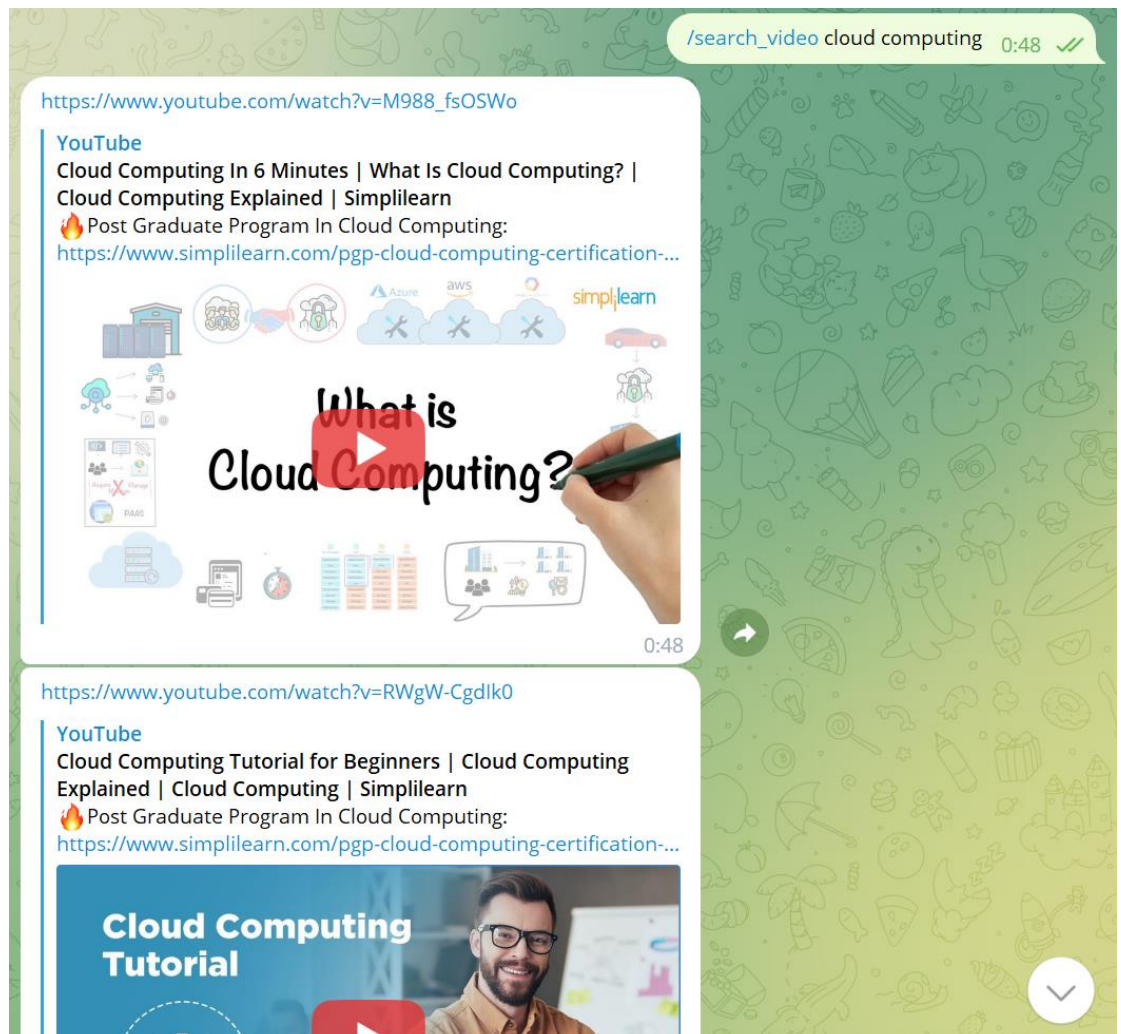 /search_video cloud computing 0:48
https://www.youtube.com/watch?v=M988_fsOSWo
YouTube
Cloud Computing In 6 Minutes | What Is Cloud Computing? |
Cloud Computing Explained | Simplilearn
🔥Post Graduate Program In Cloud Computing:
https://www.simplilearn.com/pgp-cloud-computing-certification-...
Azure
aws
simplilearn
What is
Cloud Computing?
Manage
PAAS
0:48
https://www.youtube.com/watch?v=RWgW-CgdIk0
YouTube
Cloud Computing Tutorial for Beginners | Cloud Computing
Explained | Cloud Computing | Simplilearn
🔥Post Graduate Program In Cloud Computing:
https://www.simplilearn.com/pgp-cloud-computing-certification-...
Cloud Computing
Tutorial